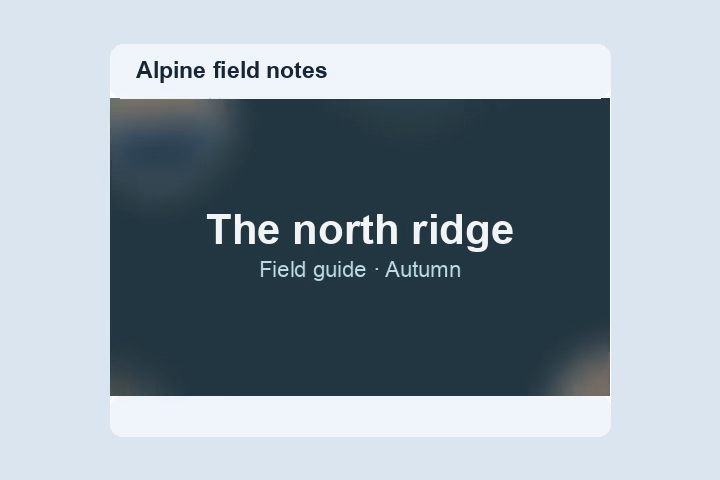 Alpine field notes
The north ridge
Field guide · Autumn